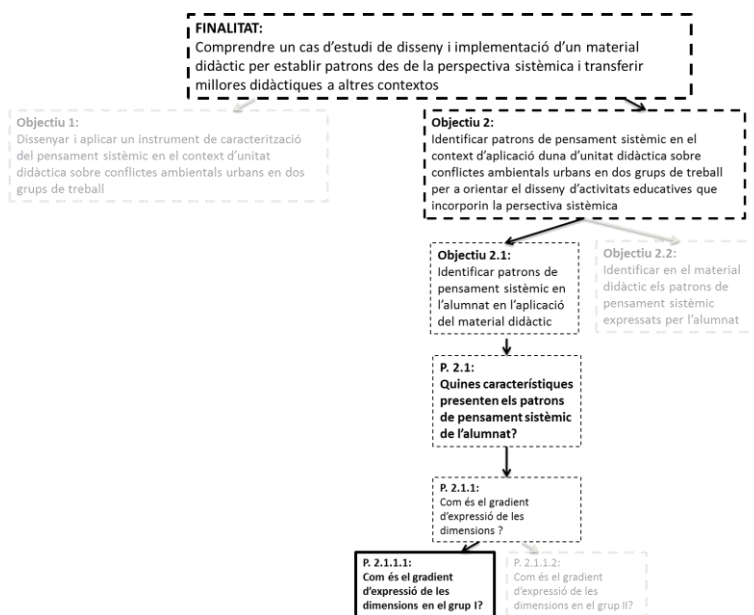 FINALITAT:
Comprendre un cas d'estudi de disseny i implementació d'un material
didàctic per establir patrons des de la perspectiva sistèmica i transferir
millores didàctiques a altres contextos
Objectiu 1:
Dissenyar i aplicar un instrument de caracterització
del pensament sistèmic en el context d'unitat
didàctica sobre conflictes ambientals urbans en dos
grups de treball
Objectiu 2:
Identificar patrons de pensament sistèmic en el
context d'aplicació duna d'unitat didàctica sobre
conflictes ambientals urbans en dos grups de treball
per a orientar el disseny d'activitats educatives que
incorporin la persectiva sistèmica
Objectiu 2.1:
Identificar patrons de
pensament sistèmic en
l'alumnat en l'aplicació
del material didàctic
Objectiu 2.2:
Identificar en el material
didàctic els patrons de
pensament sistèmic
expressats per l'alumnat
P. 2.1:
Quines característiques
presenten els patrons
de pensament sistèmic
de l'alumnat?
P. 2.1.1:
Com és el gradient
d'expressió de les
dimensions ?
P. 2.1.1.1:
Com és el gradient
d'expressió de les
dimensions en el grup I?
P. 2.1.1.2:
Com és el gradient
d'expressió de les
dimensions en el grup II?